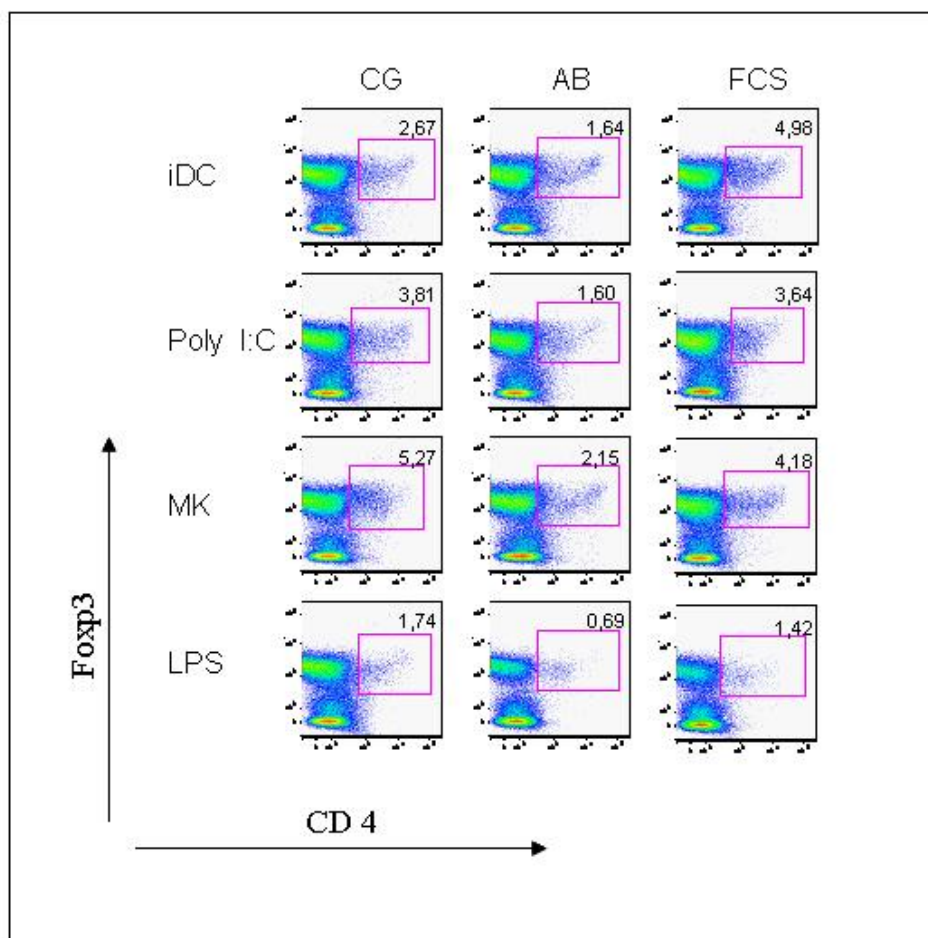 CG AB FCS
iDC 2,67 1,64 4,98
Poly I:C 3,81 1,60 3,64
MK 5,27 2,15 4,18
LPS 1,74 0,69 1,42
Foxp3
CD 4